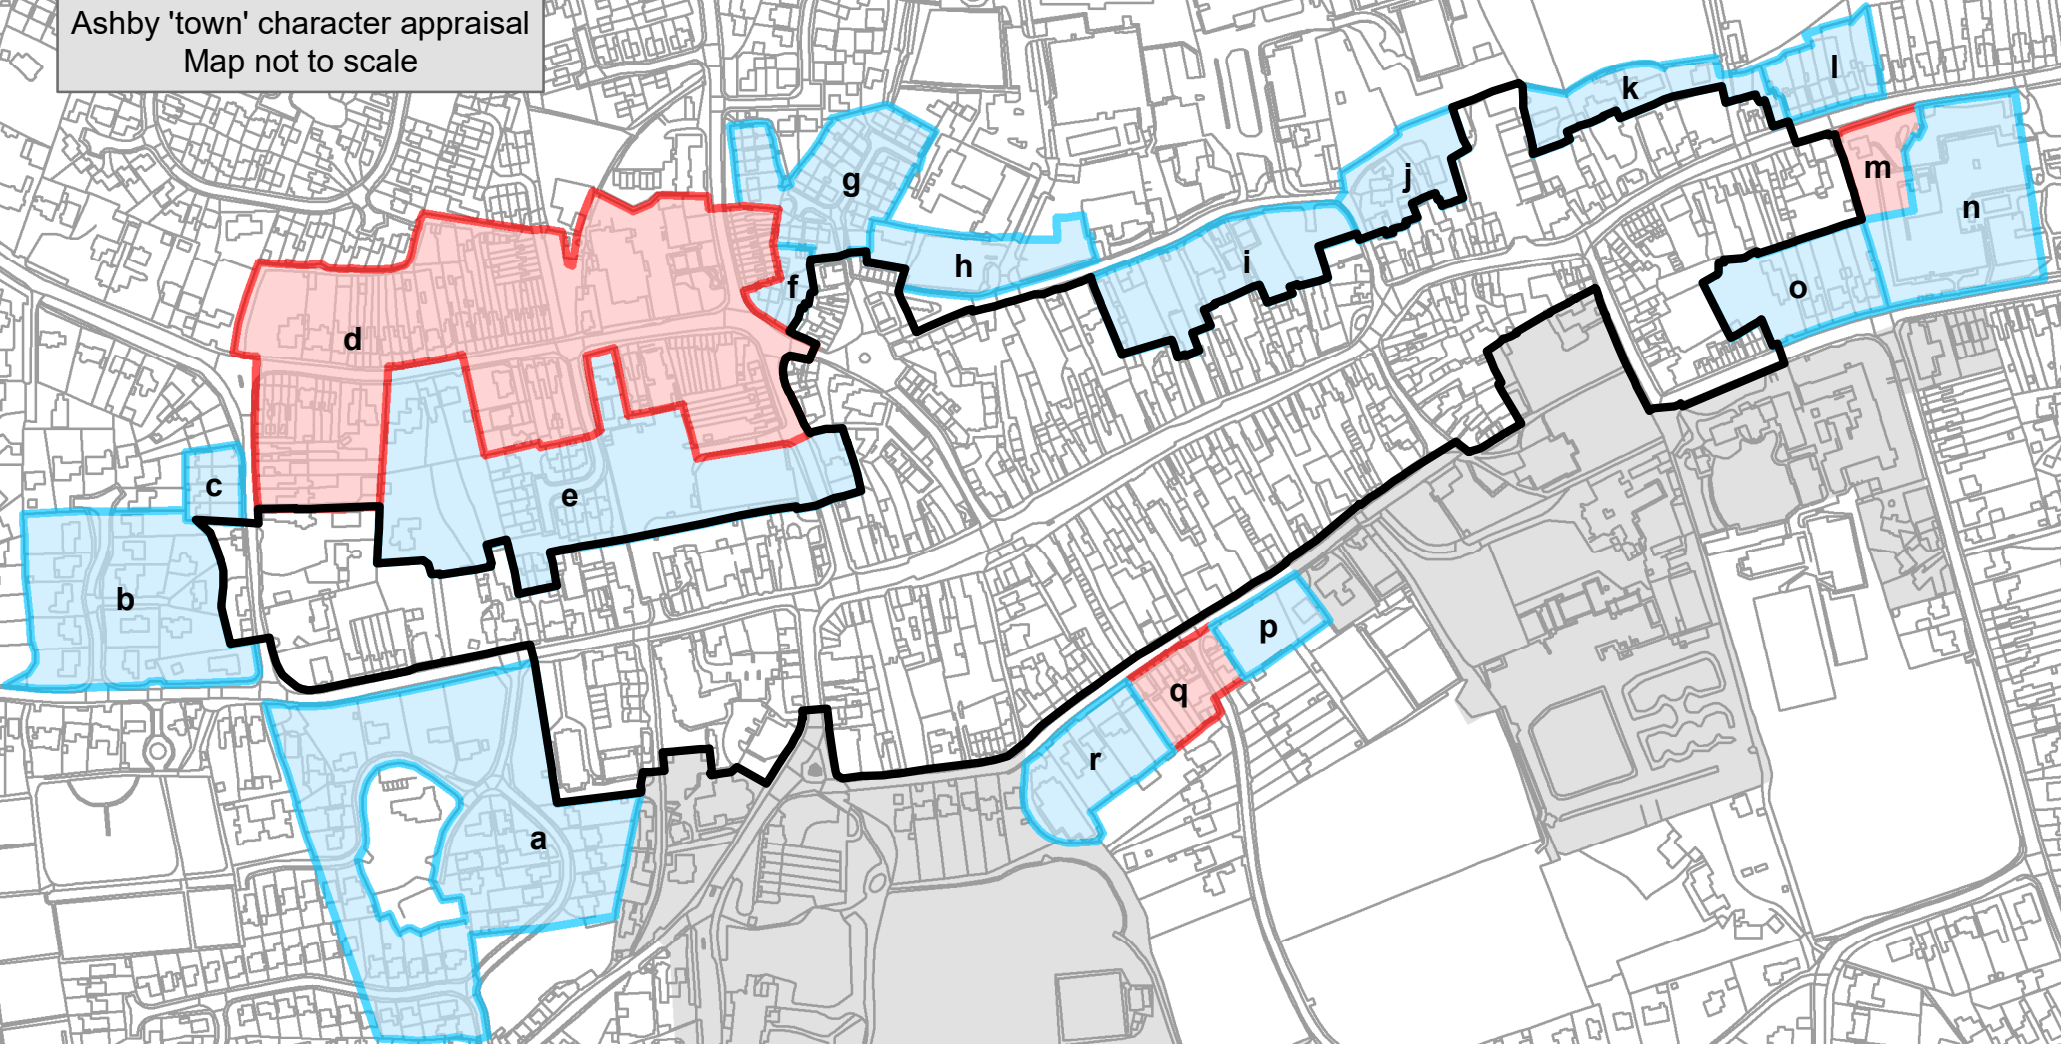 Ashby 'town' character appraisal
Map not to scale
l
k
m
j
g
n
h
i
f
o
d
c
e
b
p
q
r
a